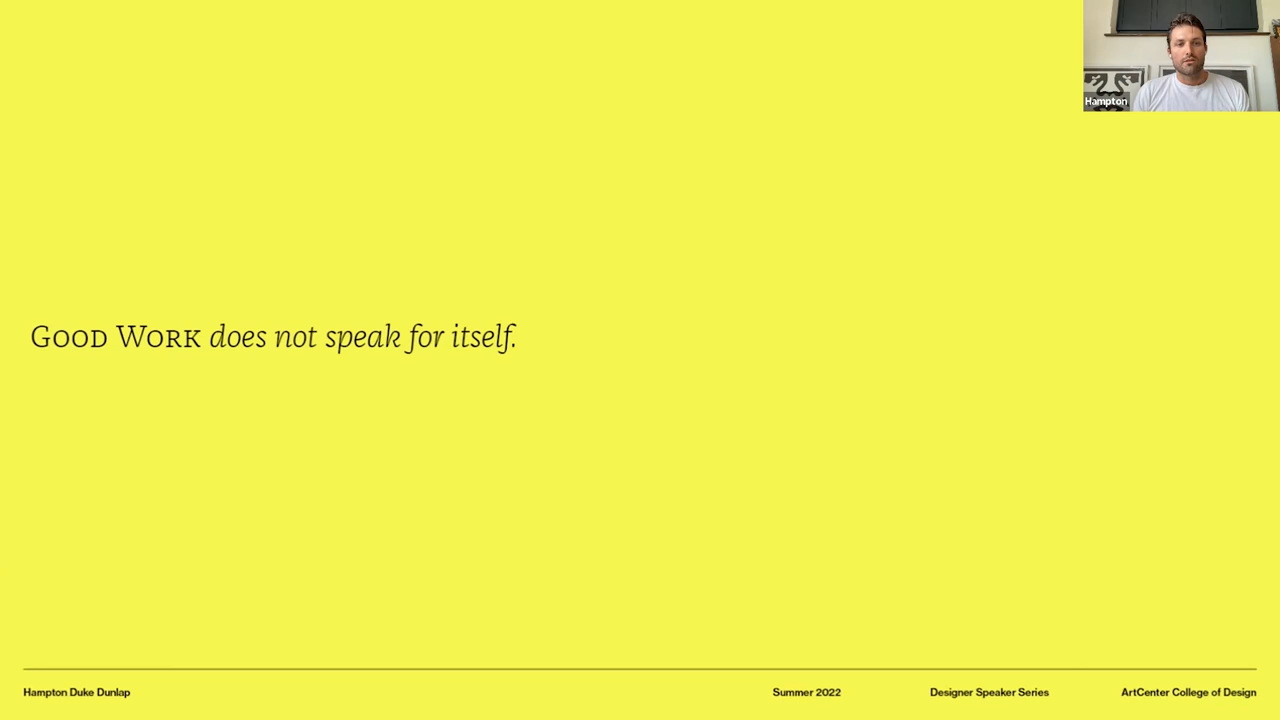 Hampton
Good Work does not speak for itself.
Hampton Duke Dunlap
Summer 2022
Designer Speaker Series
ArtCenter College of Design